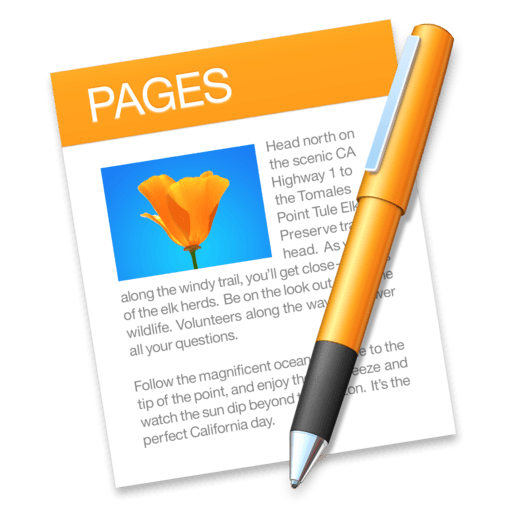 PAGES
Head north on
the scenic CA
Highway 1 to
the Tomales
Point Tule Elk
Preserve
head. As
along the windy trail, you'll get
of the elk herds. Be on the look out
wildlife. Volunteers along the
all your questions.
Follow the magnificent ocean to the
tip of the point, and enjoy and
watch the sun dip beyond It's the
perfect California day.